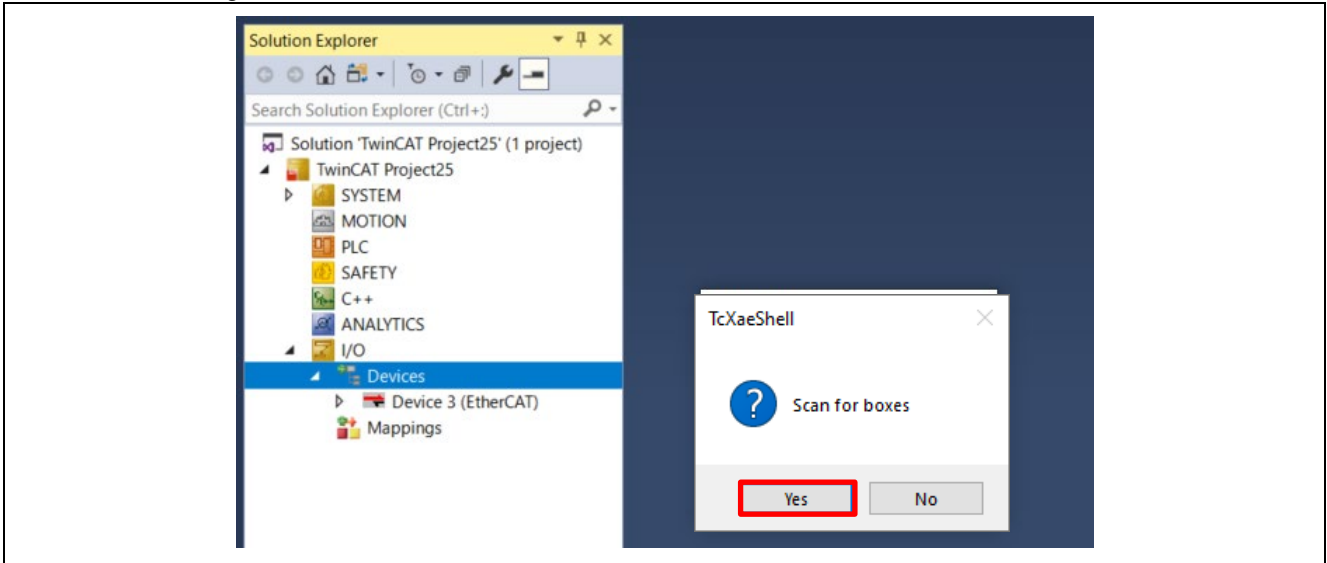 Solution Explorer
Search Solution Explorer (Ctrl+:)
Solution 'TwinCAT Project25' (1 project)
TwinCAT Project25
SYSTEM
MOTION
PLC
SAFETY
C++
ANALYTICS
I/O
Devices
Device 3 (EtherCAT)
Mappings
TcXaeShell
Scan for boxes
Yes No